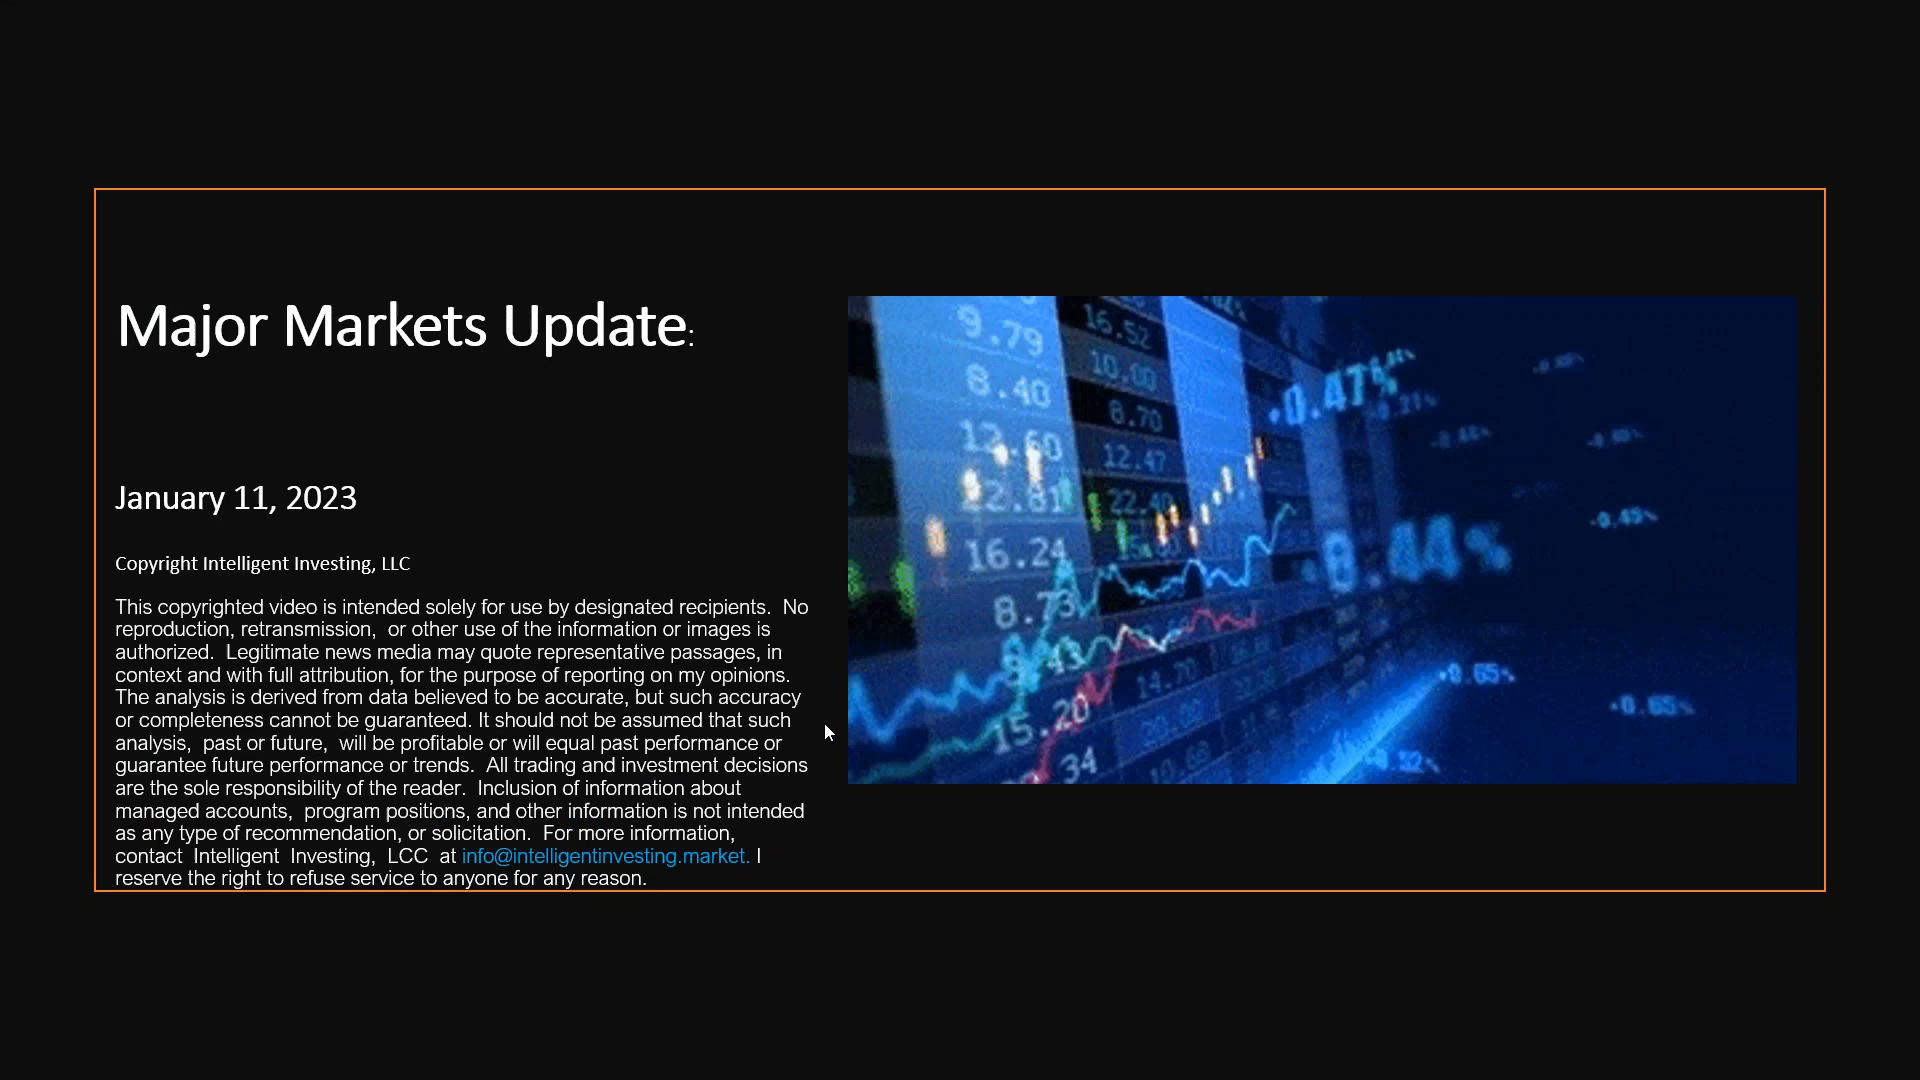 Major Markets Update:
January 11, 2023
Copyright Intelligent Investing, LLC
This copyrighted video is intended solely for use by designated recipients.  No
reproduction, retransmission,  or other use of the information or images is
authorized.  Legitimate news media may quote representative passages, in
context and with full attribution, for the purpose of reporting on my opinions.
The analysis is derived from data believed to be accurate, but such accuracy
or completeness cannot be guaranteed. It should not be assumed that such
analysis,  past or future,  will be profitable or will equal past performance or
guarantee future performance or trends.  All trading and investment decisions
are the sole responsibility of the reader.  Inclusion of information about
managed accounts,  program positions, and other information is not intended
as any type of recommendation, or solicitation.  For more information,
contact  Intelligent  Investing,  LCC  at info@intelligentinvesting.market. I
reserve the right to refuse service to anyone for any reason.
9.79
8.40
12.60
22.81
16.24
8.73
15.20
34
16.52
10.00
8.70
12.47
22.40
14.70